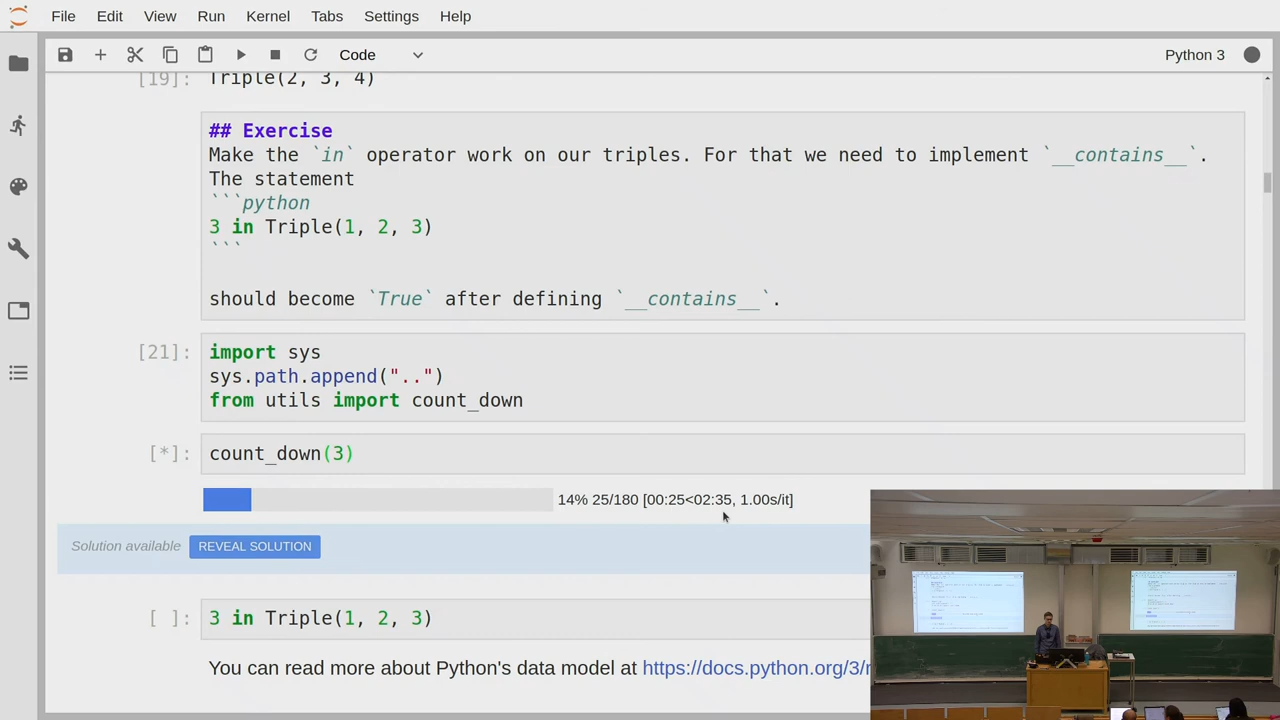 File Edit View Run Kernel Tabs Settings Help
Code
Python 3
[19]: Triple(2, 3, 4)
## Exercise
Make the `in` operator work on our triples. For that we need to implement `__contains__`.
The statement
```python
3 in Triple(1, 2, 3)
```
should become `True` after defining `__contains__`.
[21]: import sys
sys.path.append("..")
from utils import count_down
[*]: count_down(3)
14% 25/180 [00:25<02:35, 1.00s/it]
Solution available REVEAL SOLUTION
[ ]: 3 in Triple(1, 2, 3)
You can read more about Python's data model at https://docs.python.org/3/r